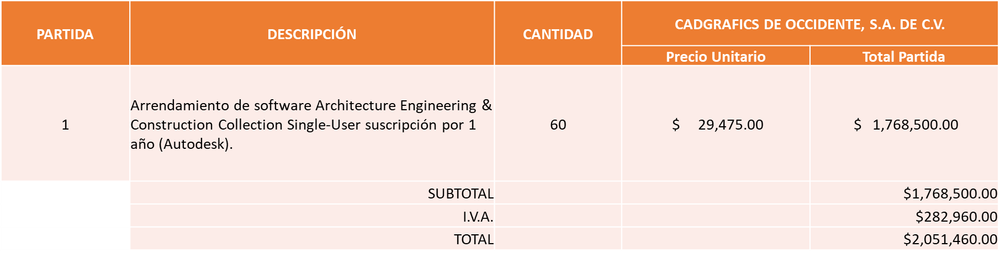 PARTIDA DESCRIPCIÓN CANTIDAD CADGRAFICS DE OCCIDENTE, S.A. DE C.V.
Precio Unitario Total Partida
1 Arrendamiento de software Architecture Engineering &
Construction Collection Single-User suscripción por 1
año (Autodesk). 60 $ 29,475.00 $ 1,768,500.00
SUBTOTAL $1,768,500.00
I.V.A. $282,960.00
TOTAL $2,051,460.00